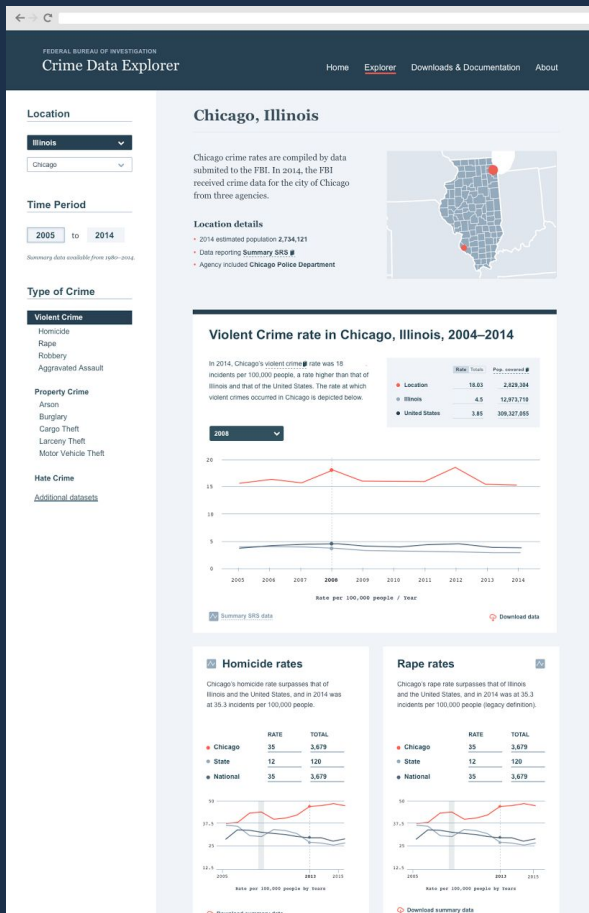 FEDERAL BUREAU OF INVESTIGATION
Crime Data Explorer
Home Explorer Downloads & Documentation About
Location
Illinois
Chicago
Time Period
2005 to 2014
Summary data available from 1980–2014.
Type of Crime
Violent Crime
Homicide
Rape
Robbery
Aggravated Assault
Property Crime
Arson
Burglary
Cargo Theft
Larceny Theft
Motor Vehicle Theft
Hate Crime
Additional datasets
Chicago, Illinois
Chicago crime rates are compiled by data
submited to the FBI. In 2014, the FBI
received crime data for the city of Chicago
from three agencies.
Location details
2014 estimated population 2,734,121
Data reporting Summary SRS
Agency included Chicago Police Department
Violent Crime rate in Chicago, Illinois, 2004–2014
In 2014, Chicago's violent crime rate was 18
incidents per 100,000 people, a rate higher than that of
Illinois and that of the United States. The rate at which
violent crimes occurred in Chicago is depicted below.
Rate Totals Pop. covered
Location 18.03 2,829,304
Illinois 4.5 12,973,710
United States 3.85 309,327,055
2008
20
15
10
5
0
2005 2006 2007 2008 2009 2010 2011 2012 2013 2014
Rate per 100,000 people / Year
Summary SRS data
Download data
Homicide rates
Chicago's homicide rate surpasses that of
Illinois and the United States, and in 2014 was
at 35.3 incidents per 100,000 people.
RATE TOTAL
Chicago 35 3,679
State 12 120
National 35 3,679
50
37.5
25
12.5
2005 2013 2015
Rate per 100,000 people by Years
Download summary data
Rape rates
Chicago's rape rate surpasses that of Illinois
and the United States, and in 2014 was at 35.3
incidents per 100,000 people (legacy definition).
RATE TOTAL
Chicago 35 3,679
State 12 120
National 35 3,679
50
37.5
25
12.5
2005 2013 2015
Rate per 100,000 people by Years
Download summary data